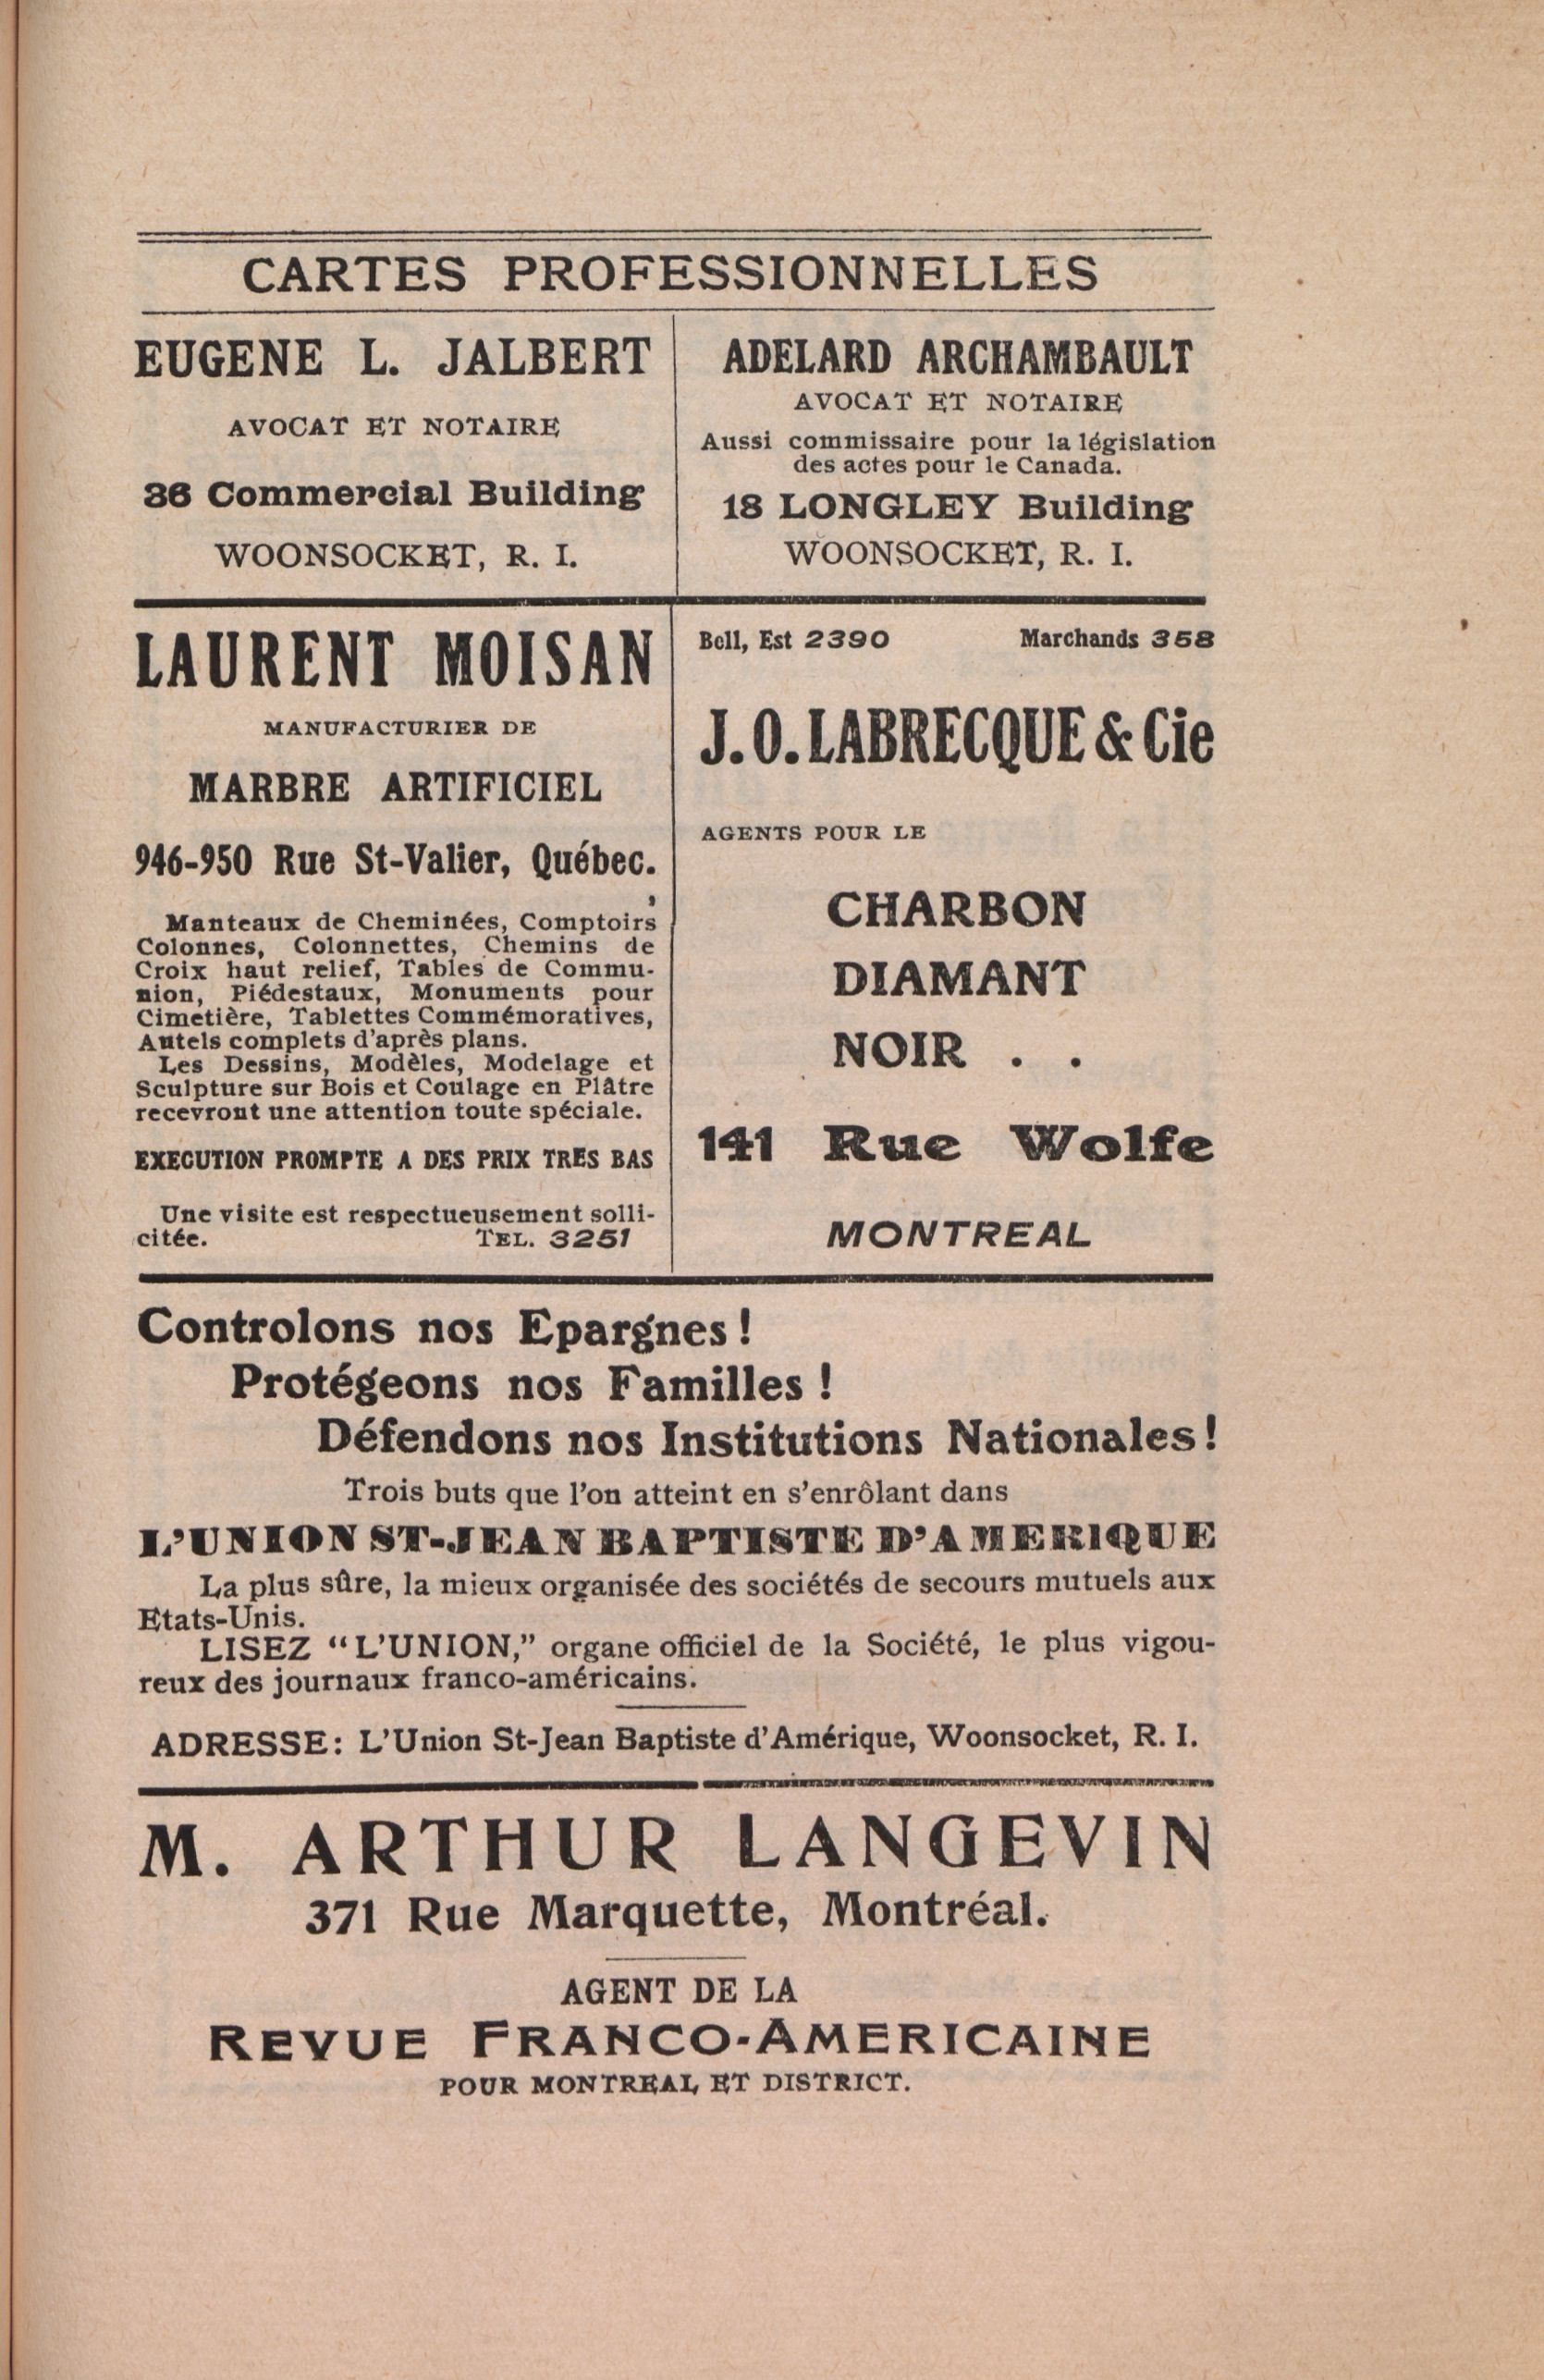 CARTES PROFESSIONNELLES
EUGENE L. JALBERT
AVOCAT ET NOTAIRE
36 Commercial Building
WOONSOCKET, R. I.
ADELARD ARCHAMBAULT
AVOCAT ET NOTAIRE
Aussi commissaire pour la législation
des actes pour le Canada.
18 LONGLEY Building
WOONSOCKET, R. I.
LAURENT MOISAN
MANUFACTURIER DE
MARBRE ARTIFICIEL
946-950 Rue St-Valier, Québec.
Manteaux de Cheminées, Comptoirs,
Colonnes, Colonnettes, Chemins de
Croix haut relief, Tables de Commu-
nion, Piédestaux, Monuments pour
Cimetière, Tablettes Commémoratives,
Autels complets d'après plans.
Les Dessins, Modèles, Modelage et
Sculpture sur Bois et Coulage en Plâtre
recevront une attention toute spéciale.
EXECUTION PROMPTE A DES PRIX TRES BAS
Une visite est respectueusement solli-
citée. TEL. 3251
Bell, Est 2390 Marchands 358
J. O. LABRECQUE & Cie
AGENTS POUR LE
CHARBON
DIAMANT
NOIR . .
141 Rue Wolfe
MONTREAL
Controlons nos Epargnes !
Protégeons nos Familles !
Défendons nos Institutions Nationales !
Trois buts que l'on atteint en s'enrôlant dans
L'UNION ST-JEAN BAPTISTE D'AMERIQUE
La plus sûre, la mieux organisée des sociétés de secours mutuels aux
Etats-Unis.
LISEZ “L'UNION,” organe officiel de la Société, le plus vigou-
reux des journaux franco-américains.
ADRESSE: L'Union St-Jean Baptiste d'Amérique, Woonsocket, R. I.
M. ARTHUR LANGEVIN
371 Rue Marquette, Montréal.
AGENT DE LA
REVUE FRANCO-AMERICAINE
POUR MONTREAL ET DISTRICT.